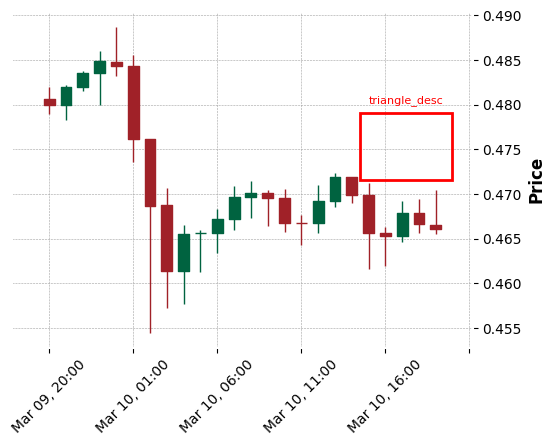 0.490
0.485
triangle_desc
0.480
0.475
0.470
0.465
0.460
0.455
Price
Mar 09, 20:00
Mar 10, 01:00
Mar 10, 06:00
Mar 10, 11:00
Mar 10, 16:00